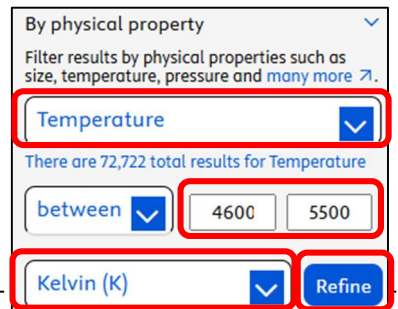 By physical property
Filter results by physical properties such as
size, temperature, pressure and many more ↗.
Temperature
There are 72,722 total results for Temperature
between 4600 5500
Kelvin (K) Refine